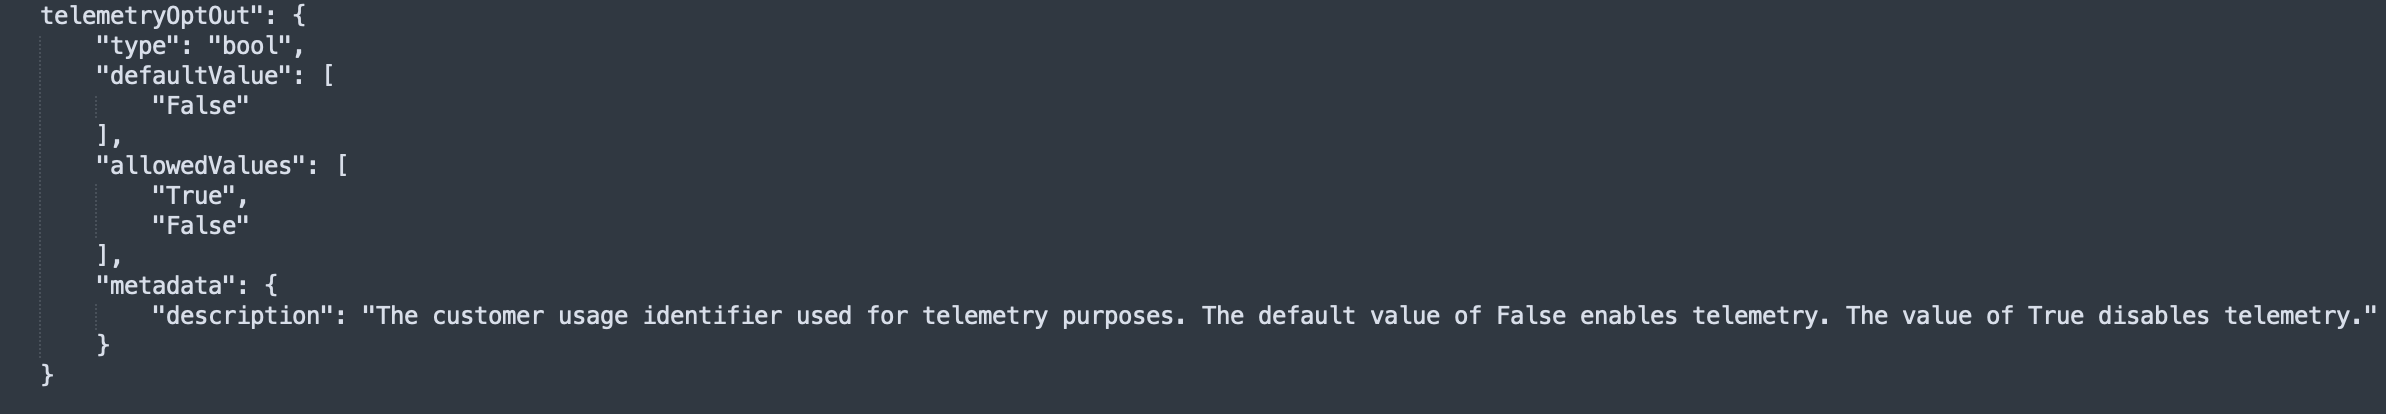 telemetryOptOut": {
"type": "bool",
"defaultValue": [
"False"
],
"allowedValues": [
"True",
"False"
],
"metadata": {
"description": "The customer usage identifier used for telemetry purposes. The default value of False enables telemetry. The value of True disables telemetry."
}
}